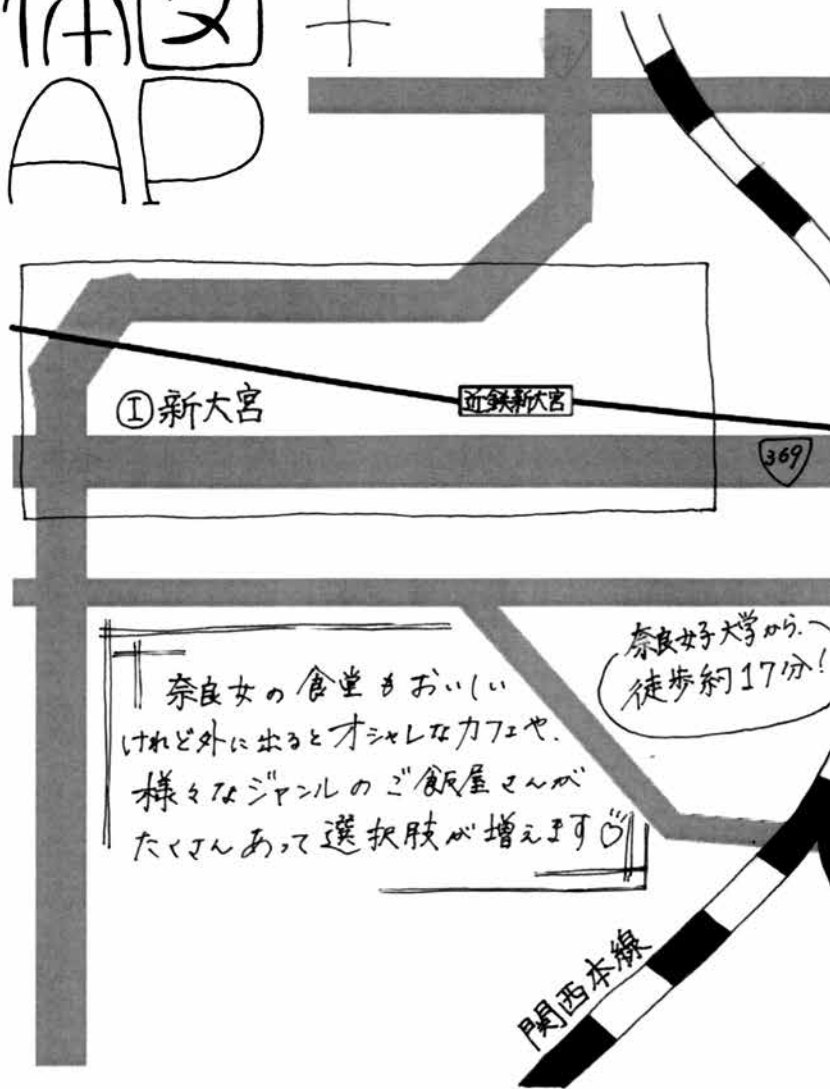 体図
AP
①新大宮
近鉄新大宮
369
奈良女子大学から
徒歩約17分!
奈良女の食堂もおいしい
けれど外に出るとオシャレなカフェや、
様々なジャンルのご飯屋さんが
たくさんあって選択肢が増えます♡
関西本線